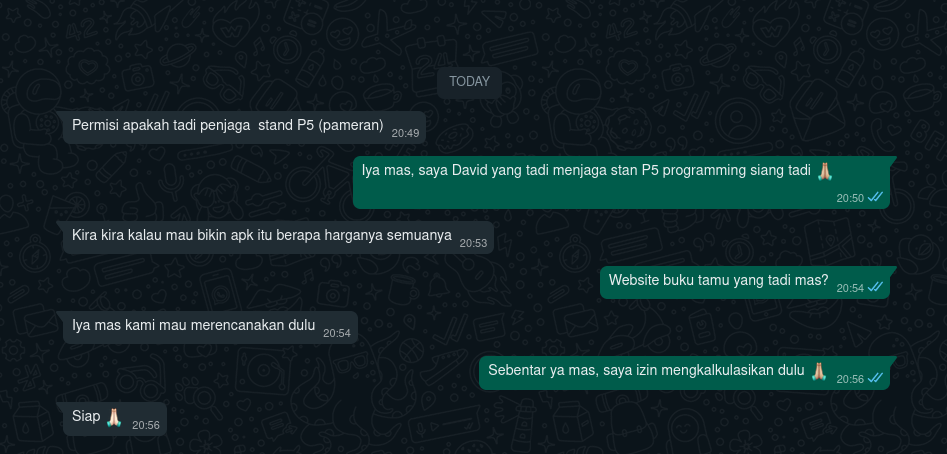 TODAY
Permisi apakah tadi penjaga  stand P5 (pameran) 20:49
Iya mas, saya David yang tadi menjaga stan P5 programming siang tadi 🙏🏻
20:50
Kira kira kalau mau bikin apk itu berapa harganya semuanya 20:53
Website buku tamu yang tadi mas? 20:54
Iya mas kami mau merencanakan dulu 20:54
Sebentar ya mas, saya izin mengkalkulasikan dulu 🙏🏻 20:56
Siap 🙏🏻 20:56